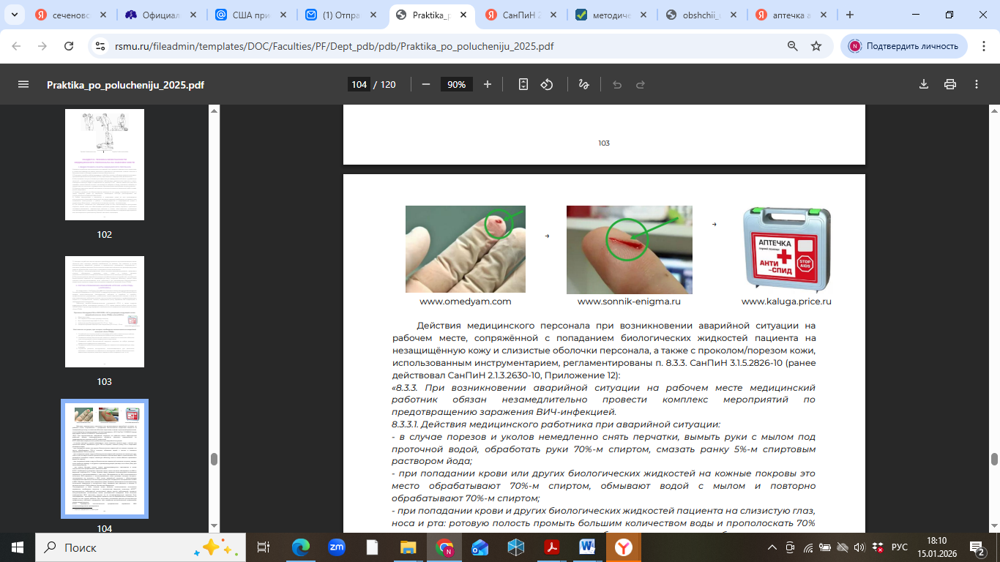 сеченовс
Официал
США при
(1) Отпра
Praktika_p
СанПиН 2
методиче
obshchii_u
аптечка а
rsmu.ru/fileadmin/templates/DOC/Faculties/PF/Dept_pdb/pdb/Praktika_po_polucheniju_2025.pdf
N
Подтвердить личность
Praktika_po_polucheniju_2025.pdf
104 / 120
90%
102
103
104
103
АПТЕЧКА
АНТИ
-СПИД
STOP
AIDS
www.omedyam.com
www.sonnik-enigma.ru
www.kaluga.price.ru
Действия медицинского персонала при возникновении аварийной ситуации на
рабочем месте, сопряжённой с попаданием биологических жидкостей пациента на
незащищённую кожу и слизистые оболочки персонала, а также с проколом/порезом кожи,
использованным инструментарием, регламентированы п. 8.3.3. СанПиН 3.1.5.2826-10 (ранее
действовал СанПиН 2.1.3.2630-10, Приложение 12):
«8.3.3. При возникновении аварийной ситуации на рабочем месте медицинский
работник обязан незамедлительно провести комплекс мероприятий по
предотвращению заражения ВИЧ-инфекцией.
8.3.3.1. Действия медицинского работника при аварийной ситуации:
- в случае порезов и уколов немедленно снять перчатки, вымыть руки с мылом под
проточной водой, обработать руки 70%-м спиртом, смазать ранку 5%-м спиртовым
раствором йода;
- при попадании крови или других биологических жидкостей на кожные покровы это
место обрабатывают 70%-м спиртом, обмывают водой с мылом и повторно
обрабатывают 70%-м спиртом;
- при попадании крови и других биологических жидкостей пациента на слизистую глаз,
носа и рта: ротовую полость промыть большим количеством воды и прополоскать 70%
Поиск
zm
РУС
18:10
15.01.2026
2